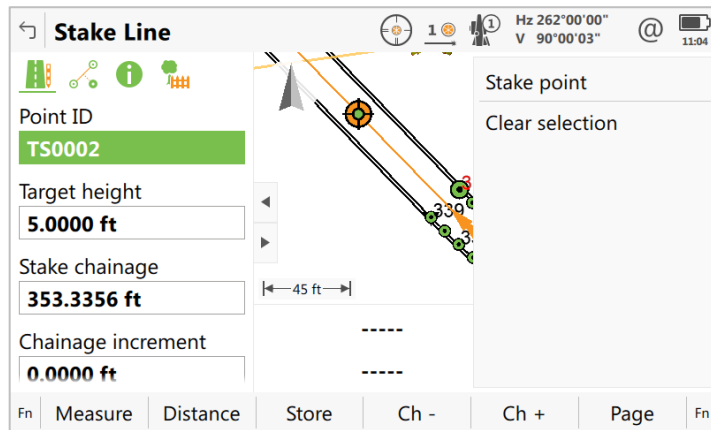 Stake Line
1
1
Hz 262°00'00"
V 90°00'03"
@
11:04
Point ID
TS0002
Target height
5.0000 ft
Stake chainage
353.3356 ft
Chainage increment
0.0000 ft
3
339
45 ft
-----
-----
Stake point
Clear selection
Fn Measure Distance Store Ch - Ch + Page Fn